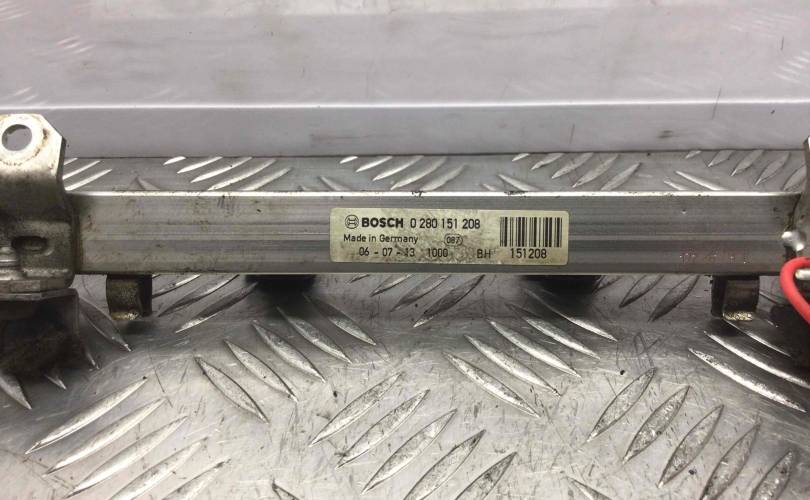 BOSCH 0 280 151 208
Made in Germany 087
06 - 07 - 13 1000 BH 151208